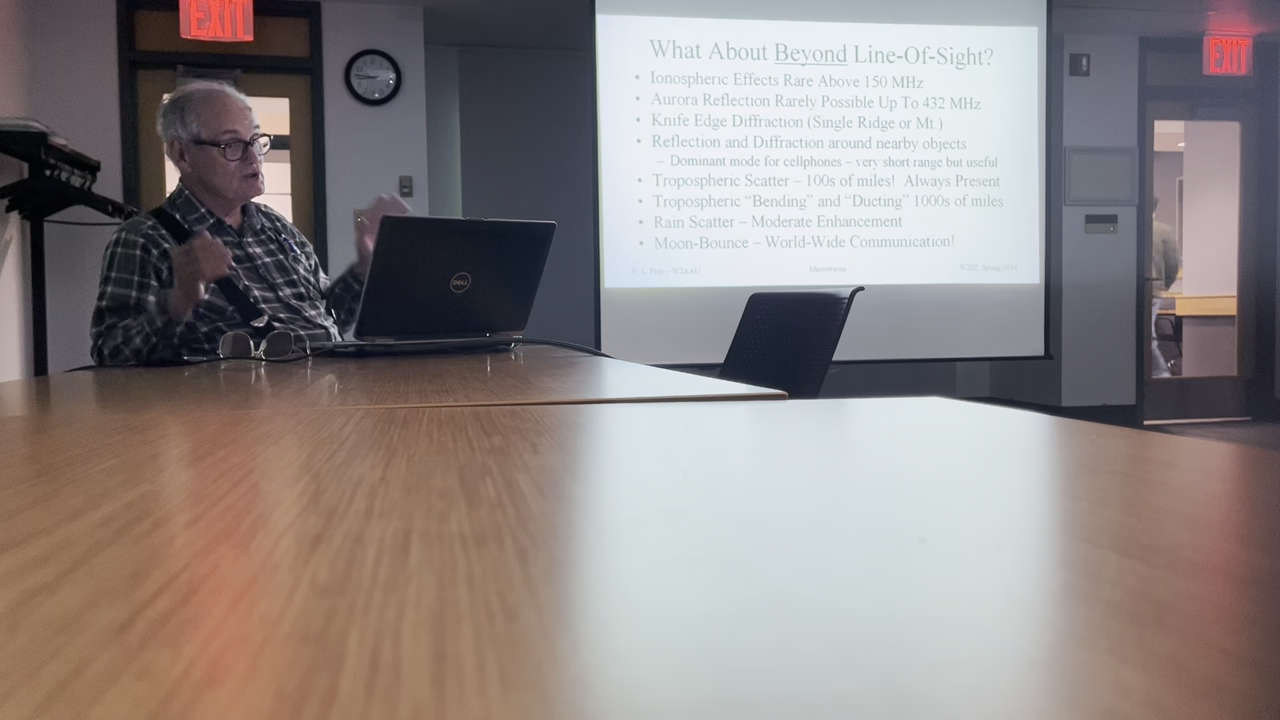 EXIT
What About Beyond Line-Of-Sight?
• Ionospheric Effects Rare Above 150 MHz
• Aurora Reflection Rarely Possible Up To 432 MHz
• Knife Edge Diffraction (Single Ridge or Mt.)
• Reflection and Diffraction around nearby objects
– Dominant mode for cellphones – very short range but useful
• Tropospheric Scatter – 100s of miles! Always Present
• Tropospheric “Bending” and “Ducting” 1000s of miles
• Rain Scatter – Moderate Enhancement
• Moon-Bounce – World-Wide Communication!
Microwaves
EXIT
DELL